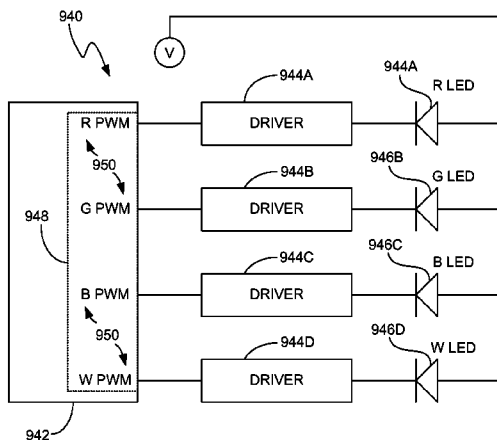 940
V
944A
944A
R LED
R PWM
DRIVER
950
944B
946B
G LED
948
G PWM
DRIVER
944C
946C
B LED
B PWM
DRIVER
950
944D
946D
W LED
W PWM
DRIVER
942